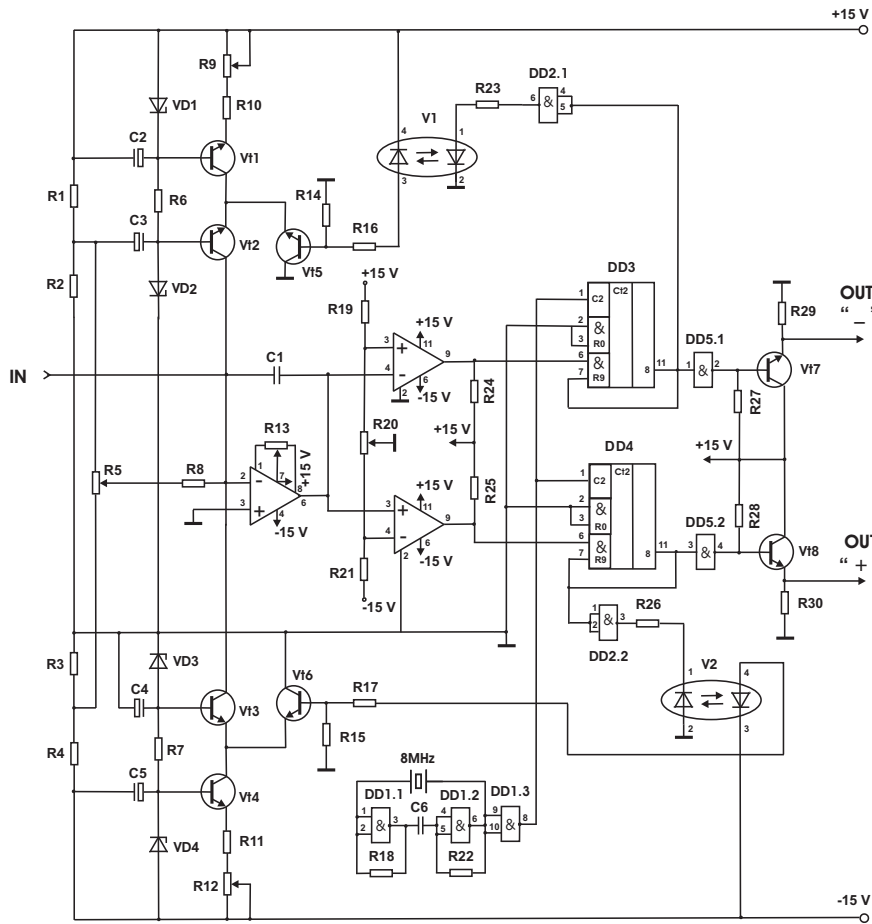 +15 V
R9
R10
VD1
C2
Vt1
R1
R6
C3
Vt2
R2
VD2
R14
R16
Vt5
V1
4
3
1
2
R23
DD2.1
6 & 4
5
+15 V
R19
+15 V
3 + 11
4 - 9
6
2
-15 V
R20
R24
+15 V
R25
IN
C1
R13
R5
R8
1
2 - 7 +15 V
8
6
3 +
4
-15 V
+15 V
3 + 11
4 - 9
6
2
-15 V
R21
-15 V
DD3
1 C2 Ct2
2 &
3 R0
6 &
7 R9
8
11
DD5.1
1 & 2
R27
Vt7
R29
OUT
“ – ”
+15 V
DD4
1 C2 Ct2
2 &
3 R0
6 &
7 R9
8
11
DD5.2
3 & 4
R28
Vt8
OUT
“ + ”
R30
1
2 & 3
DD2.2
R26
V2
1
2
4
3
R3
VD3
C4
Vt3
R4
R7
C5
Vt4
VD4
R11
R12
Vt6
R17
R15
8MHz
DD1.1
1
2 & 3
R18
C6
DD1.2
4
5 & 6
R22
DD1.3
9
10 & 8
-15 V